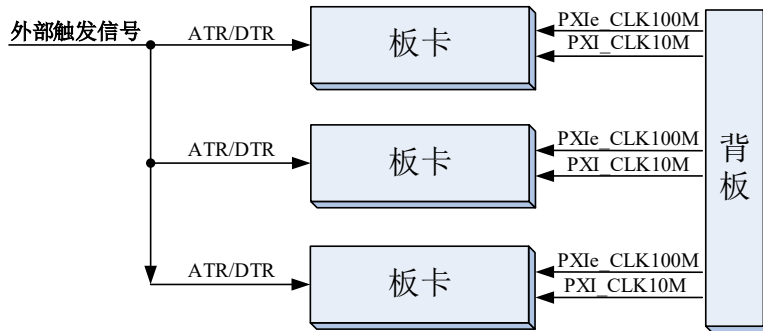 外部触发信号
ATR/DTR
板卡
PXIe_CLK100M
PXI_CLK10M
ATR/DTR
板卡
PXIe_CLK100M
PXI_CLK10M
背板
ATR/DTR
板卡
PXIe_CLK100M
PXI_CLK10M